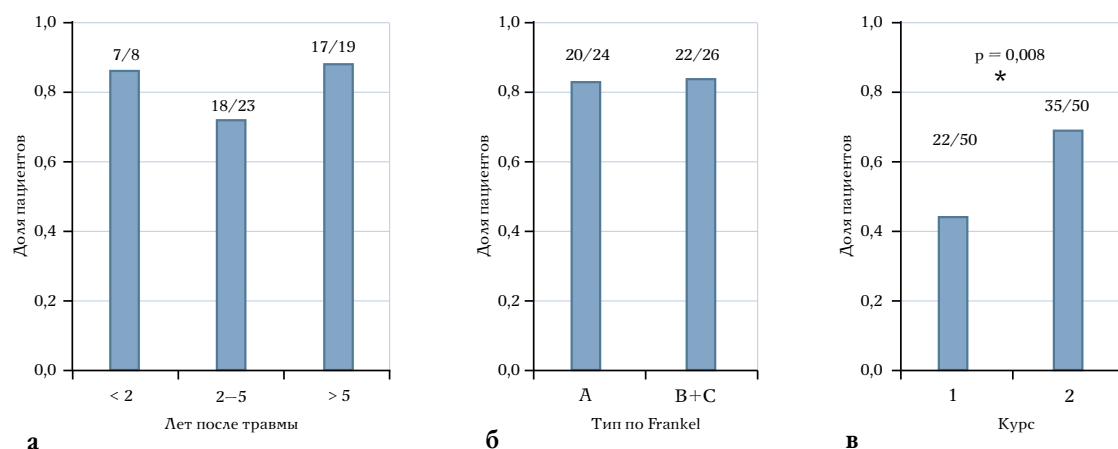 1,0
0,8
0,6
0,4
0,2
0,0
Доля пациентов
7/8
18/23
17/19
< 2
2–5
> 5
Лет после травмы
а
1,0
0,8
0,6
0,4
0,2
0,0
Доля пациентов
20/24
22/26
A
B+C
Тип по Frankel
б
1,0
0,8
0,6
0,4
0,2
0,0
Доля пациентов
p = 0,008
*
22/50
35/50
1
2
Курс
в